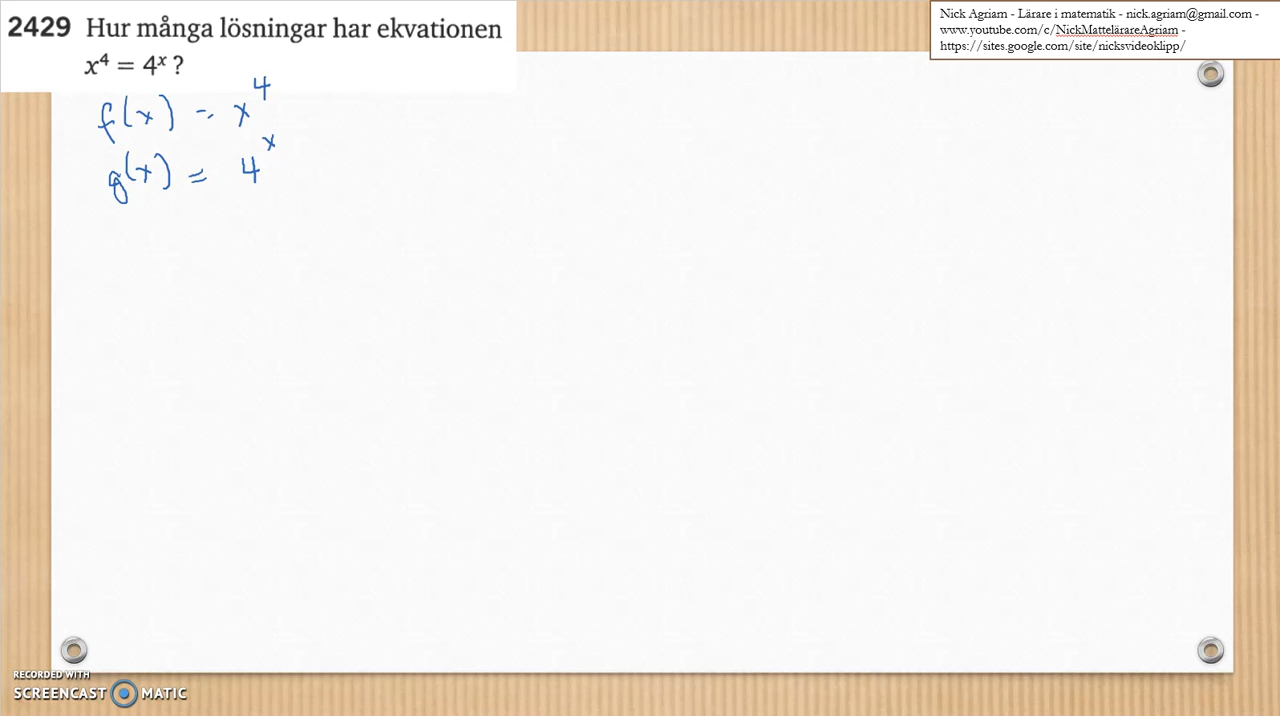 2429 Hur många lösningar har ekvationen
x⁴ = 4ˣ ?
Nick Agriam - Lärare i matematik - nick.agriam@gmail.com -
www.youtube.com/c/NickMattelärareAgriam -
https://sites.google.com/site/nicksvideoklipp/
f(x) = x⁴
g(x) = 4ˣ
RECORDED WITH
SCREENCAST MATIC